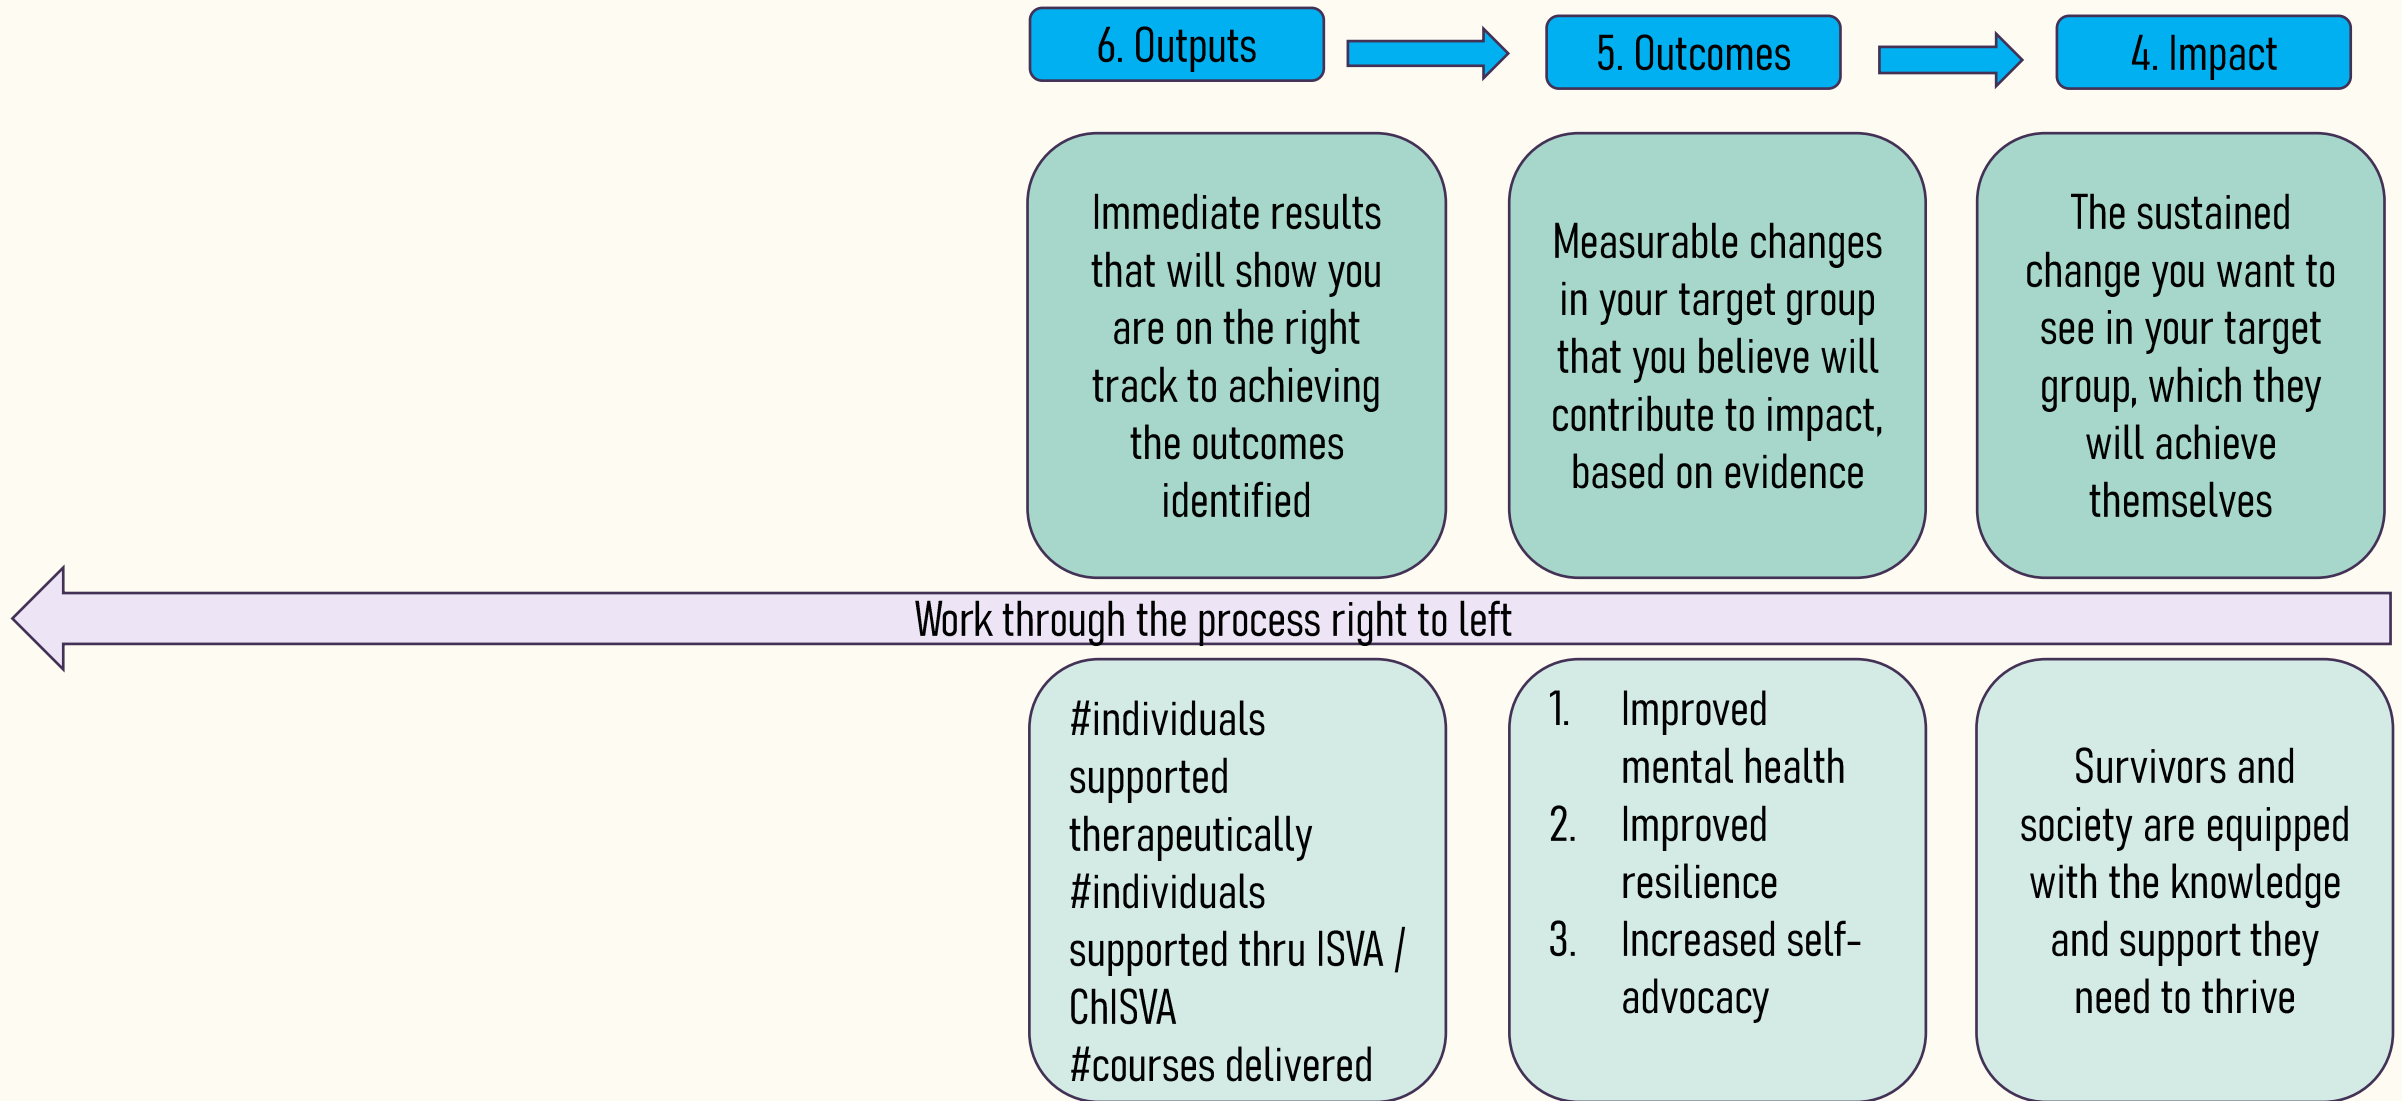 6. Outputs
5. Outcomes
4. Impact
Immediate results
that will show you
are on the right
track to achieving
the outcomes
identified
Measurable changes
in your target group
that you believe will
contribute to impact,
based on evidence
The sustained
change you want to
see in your target
group, which they
will achieve
themselves
Work through the process right to left
#individuals
supported
therapeutically
#individuals
supported thru ISVA /
ChISVA
#courses delivered
1. Improved
mental health
2. Improved
resilience
3. Increased self-
advocacy
Survivors and
society are equipped
with the knowledge
and support they
need to thrive